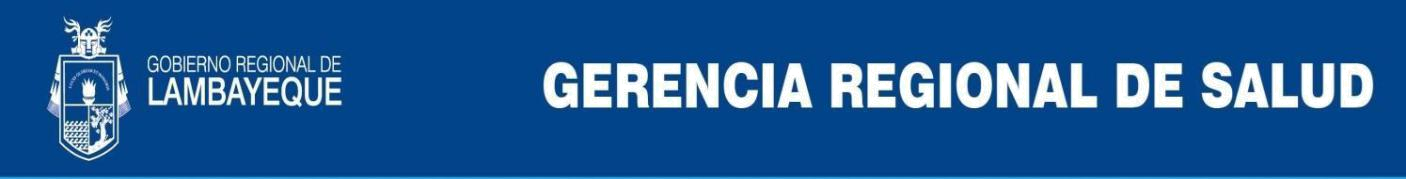 GOBIERNO REGIONAL DE
LAMBAYEQUE
GERENCIA REGIONAL DE SALUD